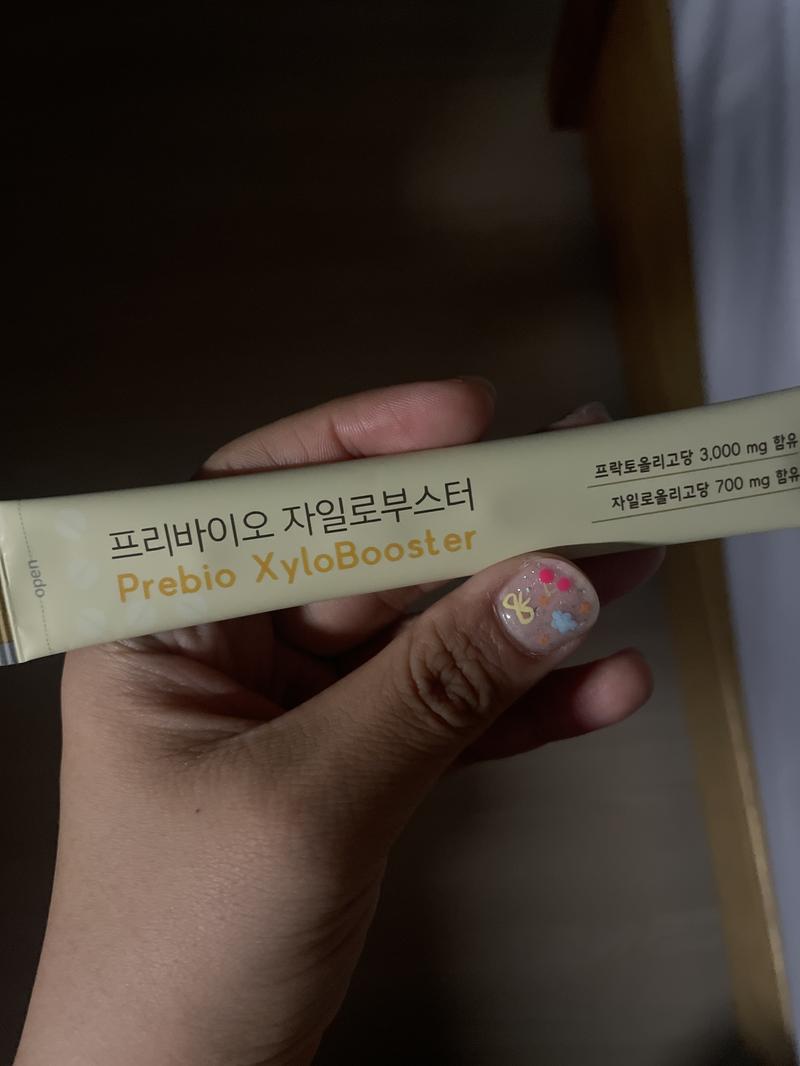 open
프리바이오 자일로부스터
Prebio XyloBooster
프락토올리고당 3,000 mg 함유
자일로올리고당 700 mg 함유